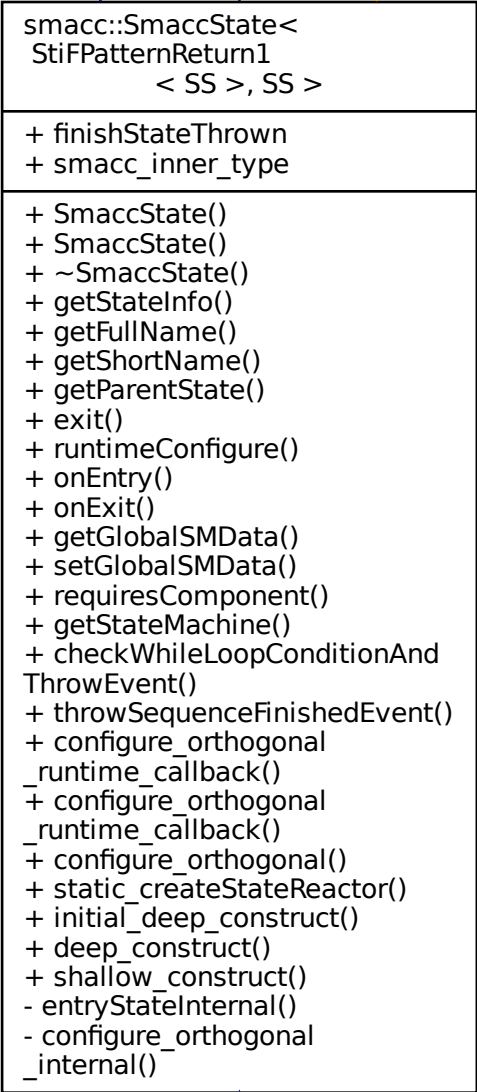 smacc::SmaccState<
StiFPatternReturn1
< SS >, SS >
+ finishStateThrown
+ smacc_inner_type
+ SmaccState()
+ SmaccState()
+ ~SmaccState()
+ getStateInfo()
+ getFullName()
+ getShortName()
+ getParentState()
+ exit()
+ runtimeConfigure()
+ onEntry()
+ onExit()
+ getGlobalSMData()
+ setGlobalSMData()
+ requiresComponent()
+ getStateMachine()
+ checkWhileLoopConditionAnd
ThrowEvent()
+ throwSequenceFinishedEvent()
+ configure_orthogonal
_runtime_callback()
+ configure_orthogonal
_runtime_callback()
+ configure_orthogonal()
+ static_createStateReactor()
+ initial_deep_construct()
+ deep_construct()
+ shallow_construct()
- entryStateInternal()
- configure_orthogonal
_internal()